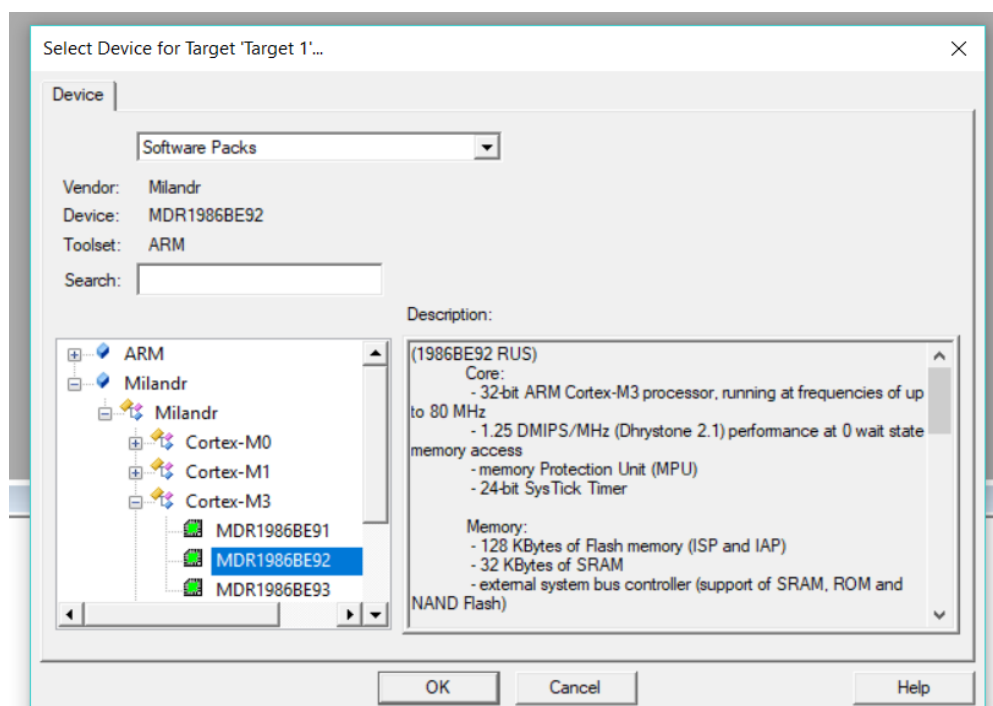 Select Device for Target 'Target 1'...
Device
Software Packs
Vendor: Milandr
Device: MDR1986BE92
Toolset: ARM
Search:
Description:
ARM
Milandr
Milandr
Cortex-M0
Cortex-M1
Cortex-M3
MDR1986BE91
MDR1986BE92
MDR1986BE93
(1986BE92 RUS)
Core:
- 32-bit ARM Cortex-M3 processor, running at frequencies of up
to 80 MHz
- 1.25 DMIPS/MHz (Dhrystone 2.1) performance at 0 wait state
memory access
- memory Protection Unit (MPU)
- 24-bit SysTick Timer
Memory:
- 128 KBytes of Flash memory (ISP and IAP)
- 32 KBytes of SRAM
- external system bus controller (support of SRAM, ROM and
NAND Flash)
OK Cancel Help